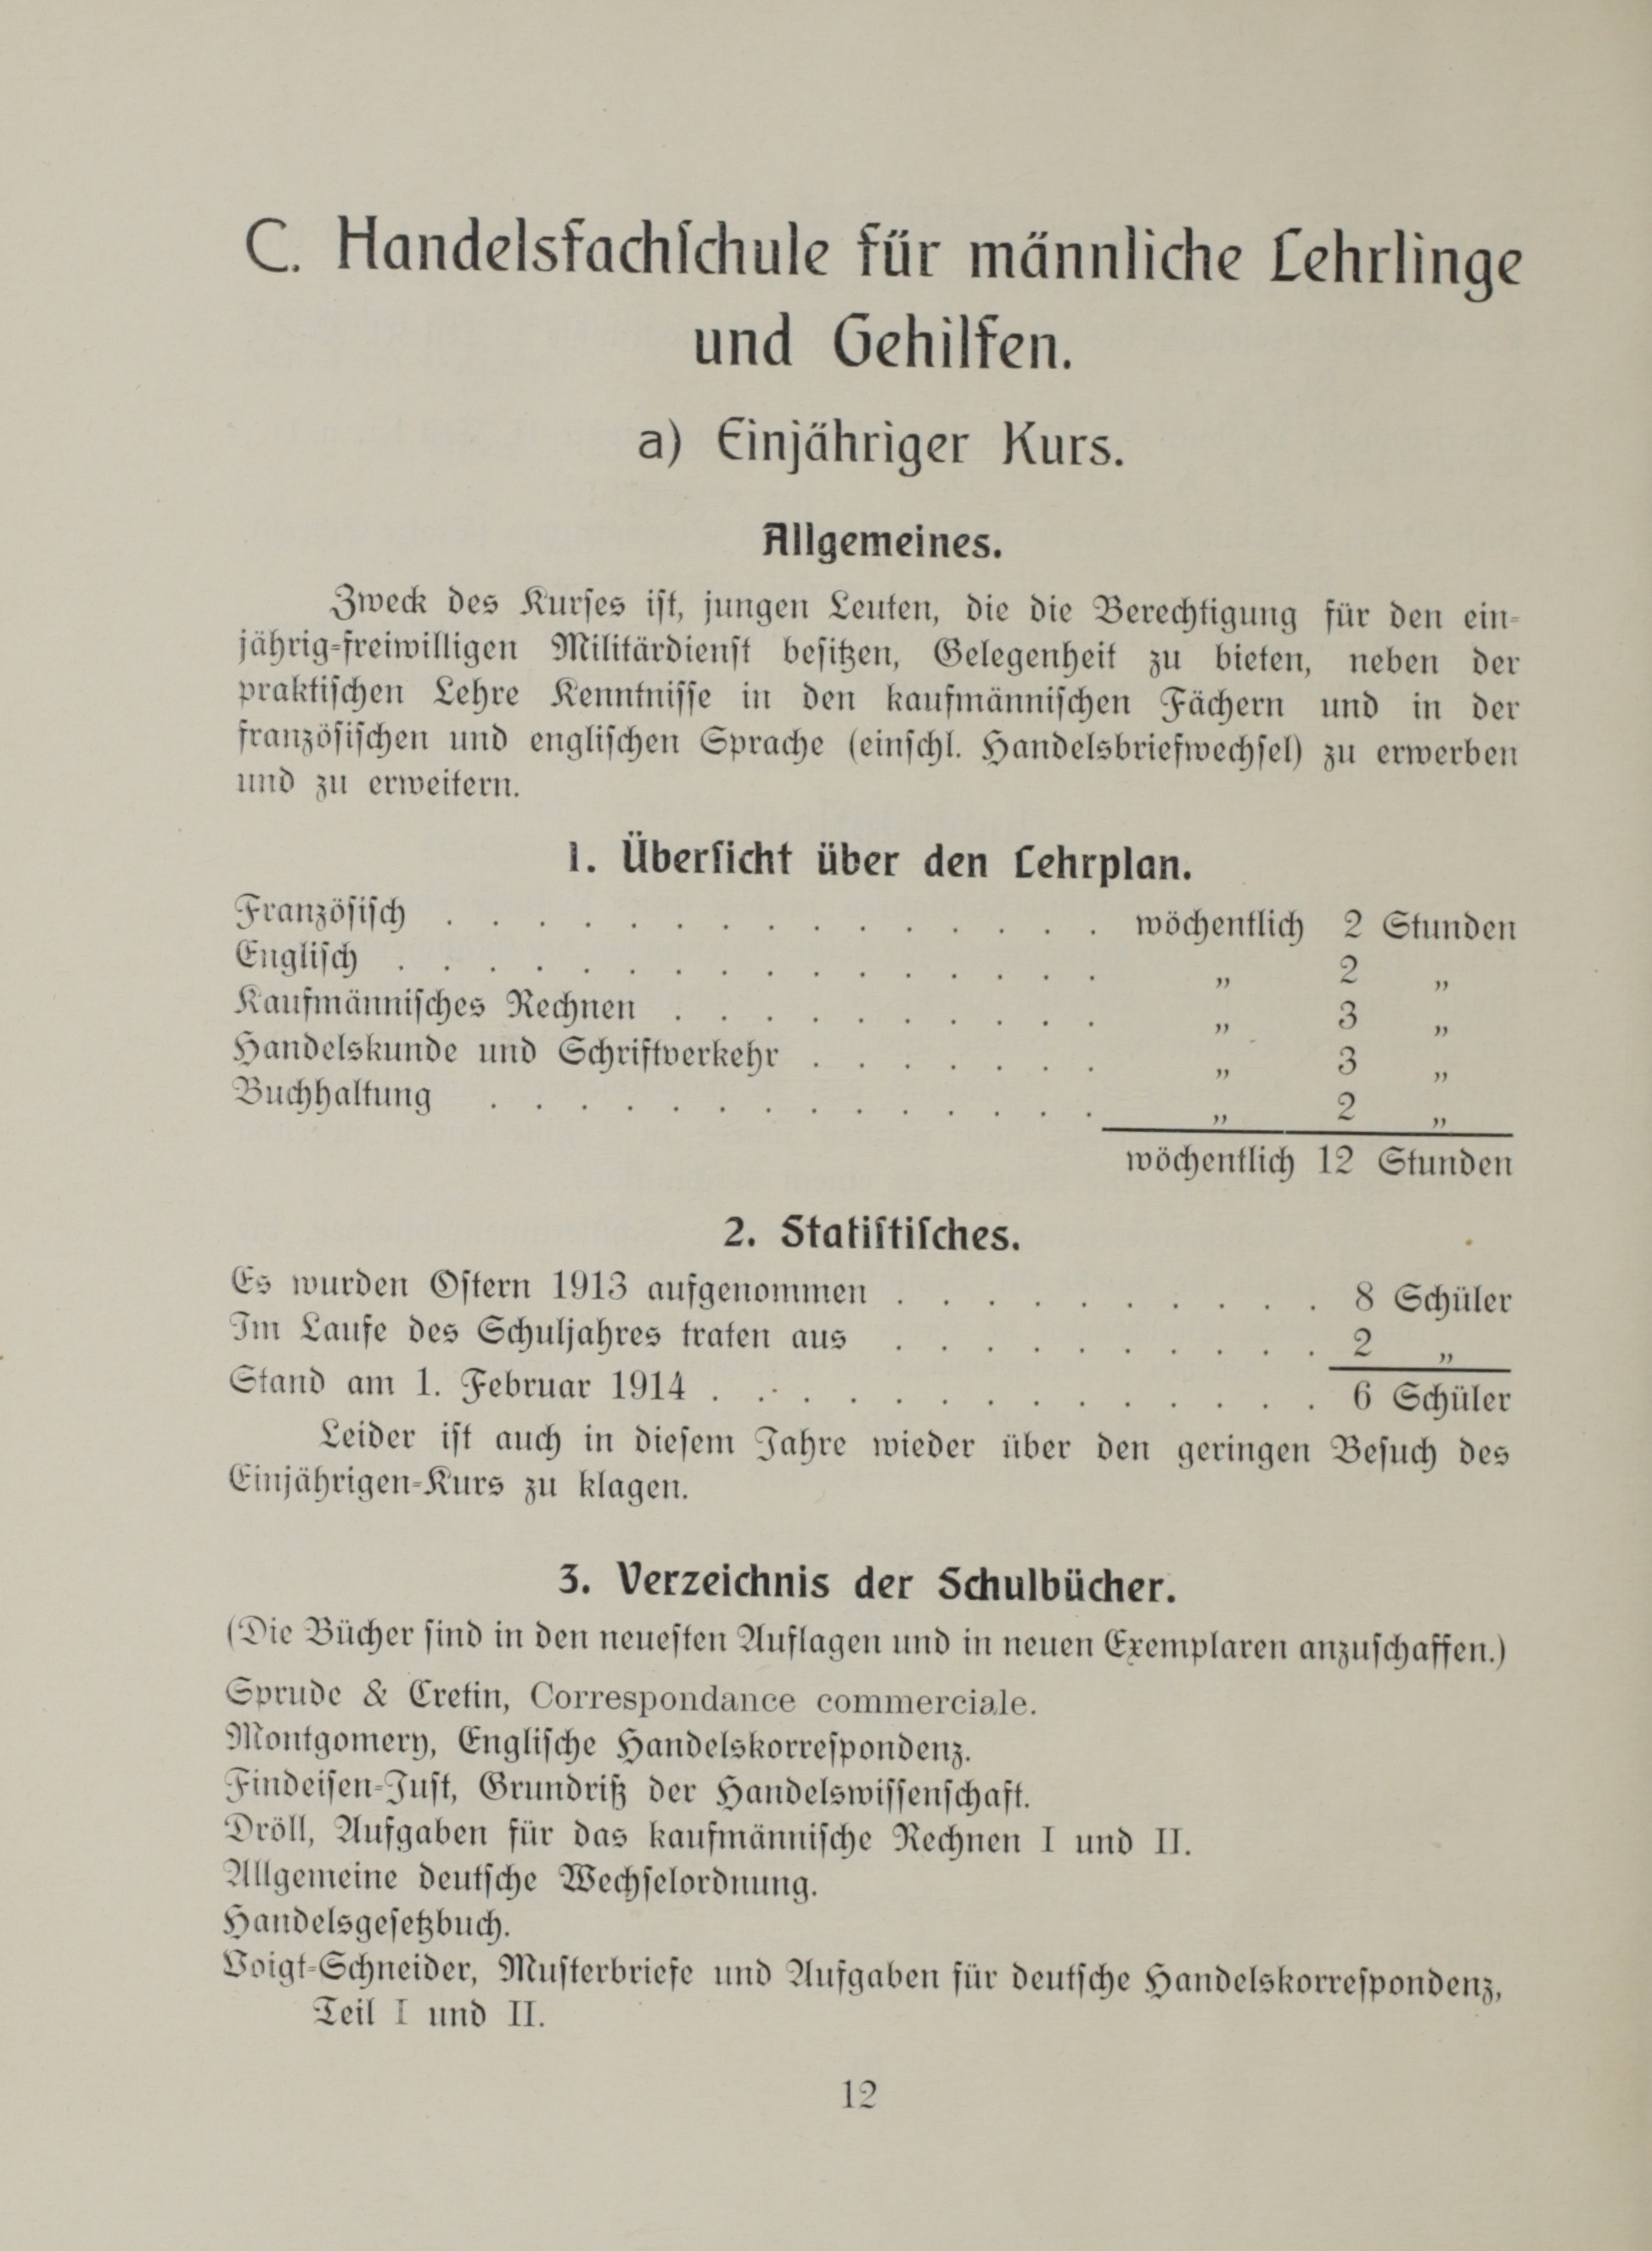 C. Handelsfachschule für männliche Lehrlinge
und Gehilfen.
a) Einjähriger Kurs.
Allgemeines.
Zweck des Kurses ist, jungen Leuten, die die Berechtigung für den ein-
jährig-freiwilligen Militärdienst besitzen, Gelegenheit zu bieten, neben der
praktischen Lehre Kenntnisse in den kaufmännischen Fächern und in der
französischen und englischen Sprache (einschl. Handelsbriefwechsel) zu erwerben
und zu erweitern.
1. Übersicht über den Lehrplan.
Französisch . . . . . . . . . . . . . . . wöchentlich 2 Stunden
Englisch . . . . . . . . . . . . . . . . „ 2 „
Kaufmännisches Rechnen . . . . . . . . . . „ 3 „
Handelskunde und Schriftverkehr . . . . . . . „ 3 „
Buchhaltung . . . . . . . . . . . . . . „ 2 „
wöchentlich 12 Stunden
2. Statistisches.
Es wurden Ostern 1913 aufgenommen . . . . . . . . . . 8 Schüler
Im Laufe des Schuljahres traten aus . . . . . . . . . . 2 „
Stand am 1. Februar 1914 . . . . . . . . . . . . . . 6 Schüler
Leider ist auch in diesem Jahre wieder über den geringen Besuch des
Einjährigen-Kurs zu klagen.
3. Verzeichnis der Schulbücher.
(Die Bücher sind in den neuesten Auflagen und in neuen Exemplaren anzuschaffen.)
Sprude & Cretin, Correspondance commerciale.
Montgomery, Englische Handelskorrespondenz.
Findeisen-Just, Grundriß der Handelswissenschaft.
Dröll, Aufgaben für das kaufmännische Rechnen I und II.
Allgemeine deutsche Wechselordnung.
Handelsgesetzbuch.
Voigt-Schneider, Musterbriefe und Aufgaben für deutsche Handelskorrespondenz,
Teil I und II.
12